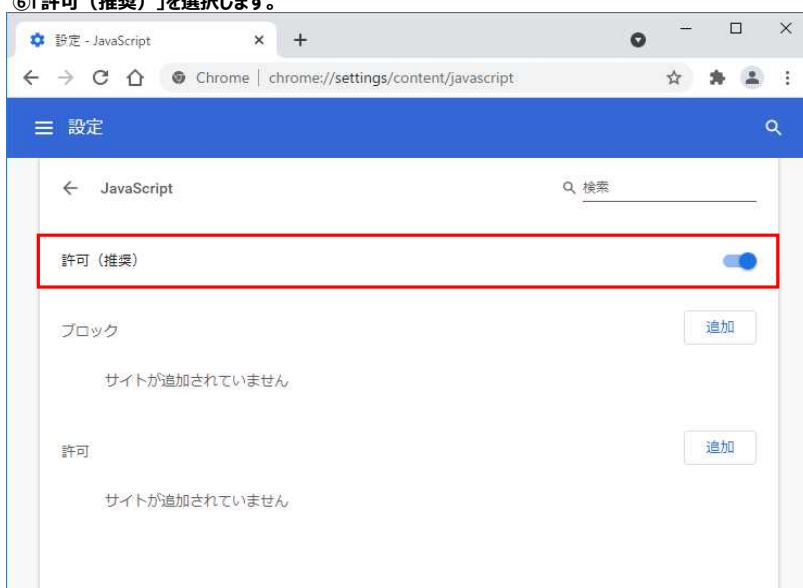 ⑥「許可（推奨）」を選択します。
設定 - JavaScript
Chrome | chrome://settings/content/javascript
設定
JavaScript
検索
許可（推奨）
ブロック
追加
サイトが追加されていません
許可
追加
サイトが追加されていません